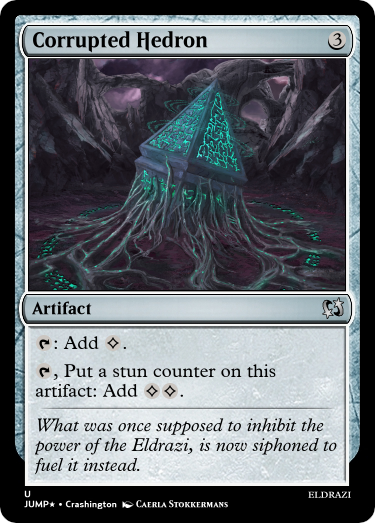 Corrupted Hedron 3
Artifact
: Add .
, Put a stun counter on this
artifact: Add .
What was once supposed to inhibit the
power of the Eldrazi, is now siphoned to
fuel it instead.
U
JUMP★ • Crashington Caerla Stokkermans
ELDRAZI